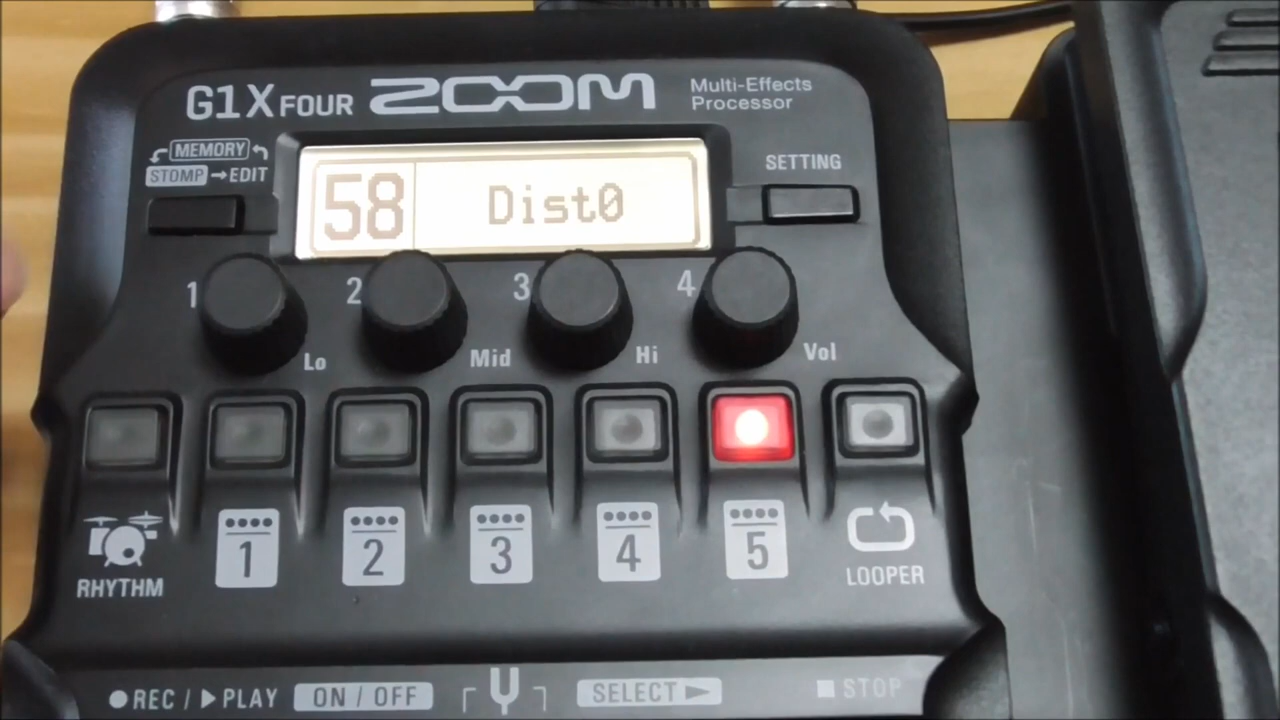 G1X FOUR ZOOM Multi-Effects Processor
MEMORY
STOMP → EDIT
SETTING
58 Dist0
1 2 3 4
Lo Mid Hi Vol
1 2 3 4 5
RHYTHM LOOPER
REC / PLAY ON / OFF SELECT STOP